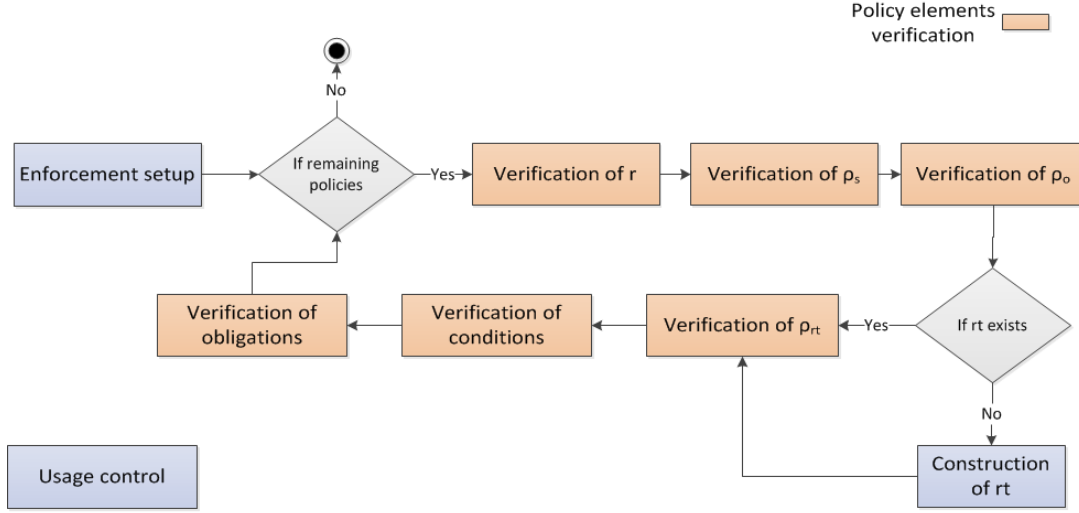 Policy elements
verification
No
Enforcement setup
If remaining
policies
Yes
Verification of r
Verification of ρs
Verification of ρo
Verification of
obligations
Verification of
conditions
Verification of ρrt
Yes
If rt exists
No
Usage control
Construction
of rt